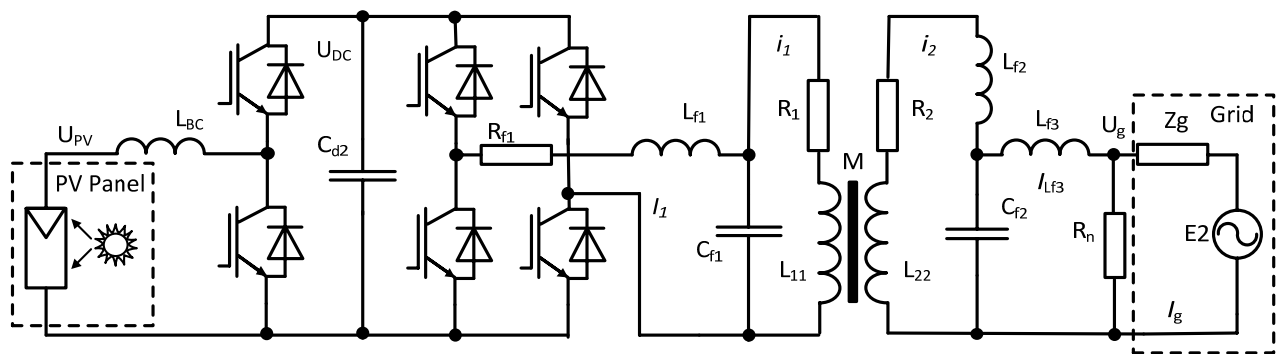 U_PV
L_BC
PV Panel
U_DC
C_d2
R_f1
I_1
L_f1
C_f1
i_1
R_1
M
L_11
i_2
R_2
L_22
L_f2
L_f3
I_Lf3
C_f2
U_g
R_n
I_g
Zg
Grid
E2